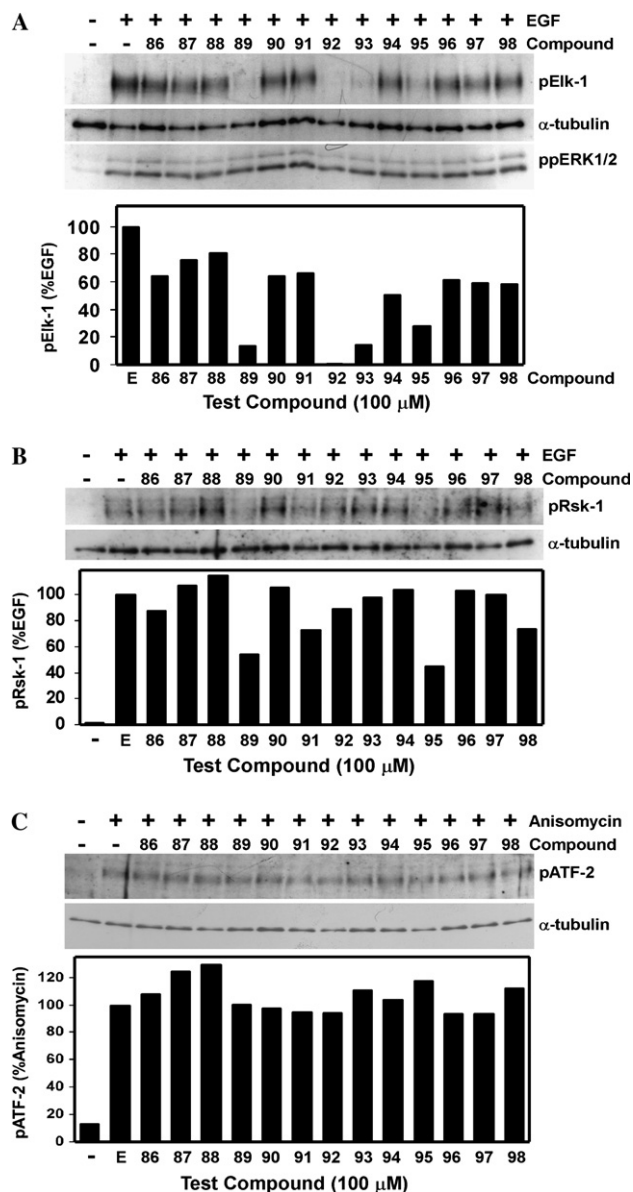 A
- + + + + + + + + + + + + + + EGF
- - 86 87 88 89 90 91 92 93 94 95 96 97 98 Compound
pElk-1
α-tubulin
ppERK1/2
pElk-1 (%EGF)
100
80
60
40
20
0
E 86 87 88 89 90 91 92 93 94 95 96 97 98 Compound
Test Compound (100 μM)
B
- + + + + + + + + + + + + + + EGF
- - 86 87 88 89 90 91 92 93 94 95 96 97 98 Compound
pRsk-1
α-tubulin
pRsk-1 (%EGF)
100
80
60
40
20
0
- E 86 87 88 89 90 91 92 93 94 95 96 97 98
Test Compound (100 μM)
C
- + + + + + + + + + + + + + + Anisomycin
- - 86 87 88 89 90 91 92 93 94 95 96 97 98 Compound
pATF-2
α-tubulin
pATF-2 (%Anisomycin)
120
100
80
60
40
20
0
- E 86 87 88 89 90 91 92 93 94 95 96 97 98
Test Compound (100 μM)